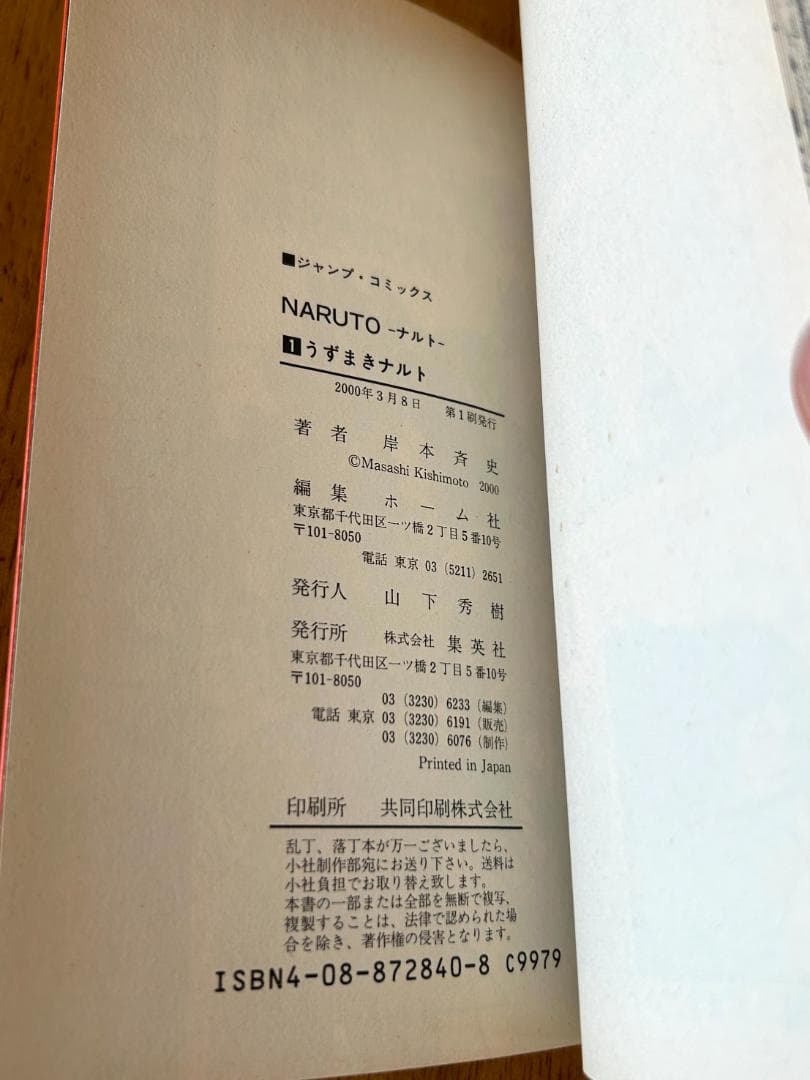 ■ジャンプ・コミックス
NARUTO -ナルト-
1 うずまきナルト
2000年3月8日 第1刷発行
著者 岸本斉史
©Masashi Kishimoto 2000
編集 ホーム社
東京都千代田区一ツ橋2丁目5番10号
〒101-8050
電話 東京 03 (5211) 2651
発行人 山下秀樹
発行所 株式会社 集英社
東京都千代田区一ツ橋2丁目5番10号
〒101-8050
03 (3230) 6233 (編集)
電話 東京 03 (3230) 6191 (販売)
03 (3230) 6076 (制作)
Printed in Japan
印刷所 共同印刷株式会社
乱丁、落丁本が万一ございましたら、
小社制作部宛にお送り下さい。送料は
小社負担でお取り替え致します。
本書の一部または全部を無断で複写、
複製することは、法律で認められた場
合を除き、著作権の侵害となります。
ISBN4-08-872840-8 C9979